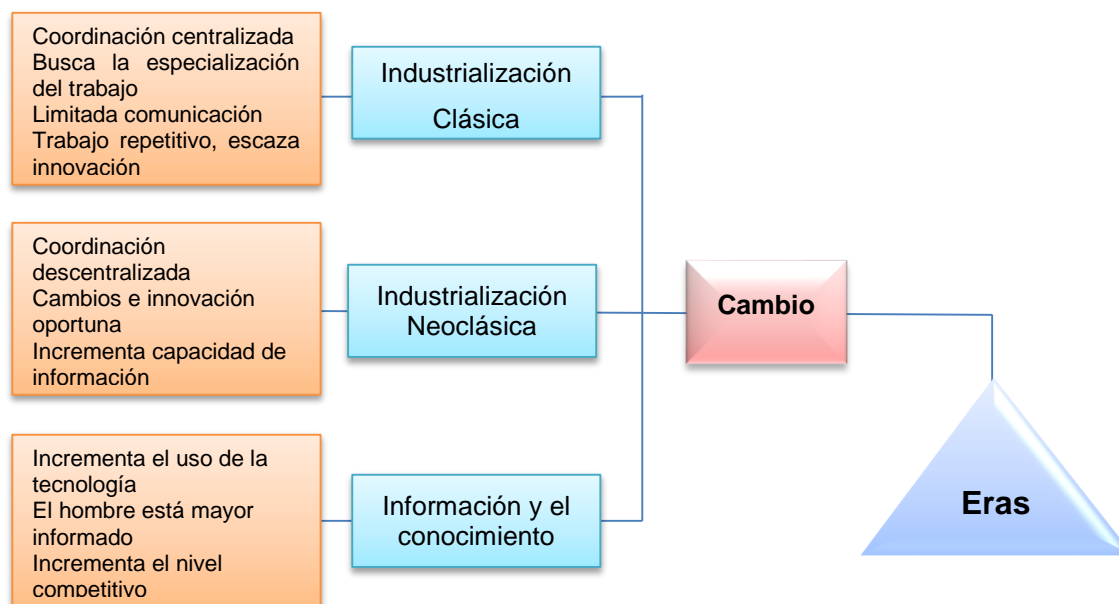 Coordinación centralizada
Busca la especialización
del trabajo
Limitada comunicación
Trabajo repetitivo, escaza
innovación
Industrialización
Clásica
Coordinación
descentralizada
Cambios e innovación
oportuna
Incrementa capacidad de
información
Industrialización
Neoclásica
Cambio
Incrementa el uso de la
tecnología
El hombre está mayor
informado
Incrementa el nivel
competitivo
Información y el
conocimiento
Eras